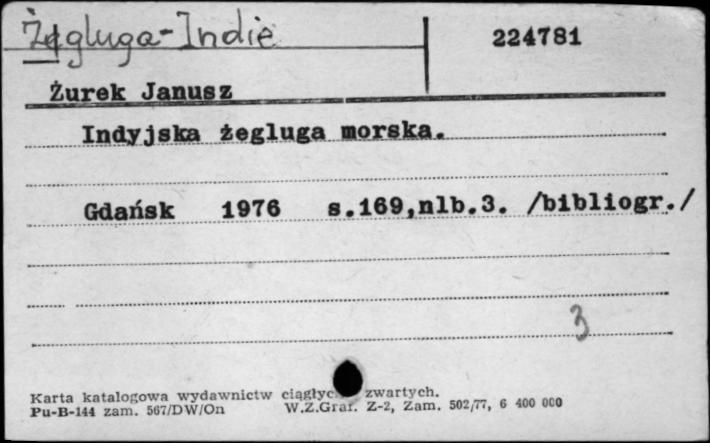 Żegluga-Indie 224781
Żurek Janusz
Indyjska żegluga morska.
Gdańsk 1976 s.169,nlb.3. /bibliogr./
3
Karta katalogowa wydawnictw zwartych.
Pu-B-144 zam. 567/DW/On W.Z.Graf. Z-2, Zam. 502/77, 6 400 000